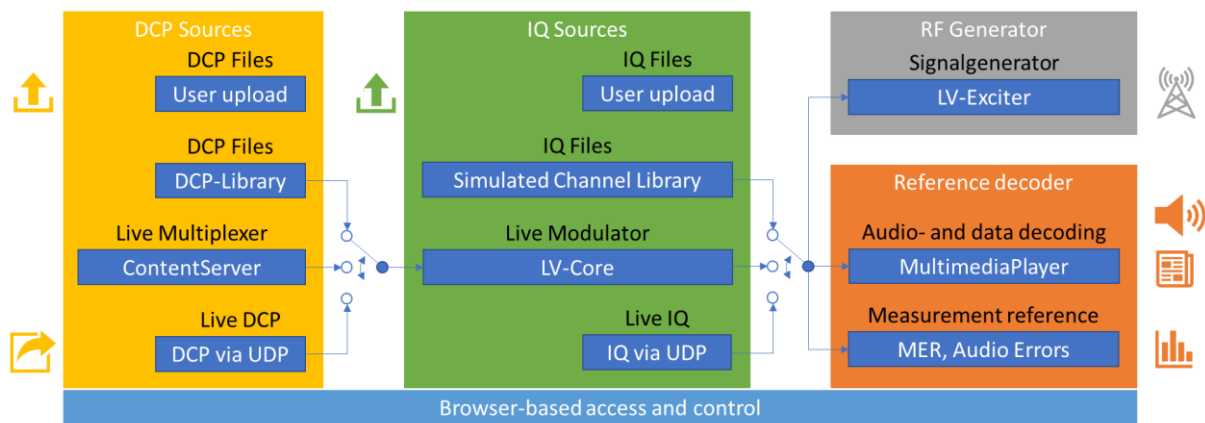 DCP Sources
DCP Files
User upload
DCP Files
DCP-Library
Live Multiplexer
ContentServer
Live DCP
DCP via UDP
IQ Sources
IQ Files
User upload
IQ Files
Simulated Channel Library
Live Modulator
LV-Core
Live IQ
IQ via UDP
RF Generator
Signalgenerator
LV-Exciter
Reference decoder
Audio- and data decoding
MultimediaPlayer
Measurement reference
MER, Audio Errors
Browser-based access and control